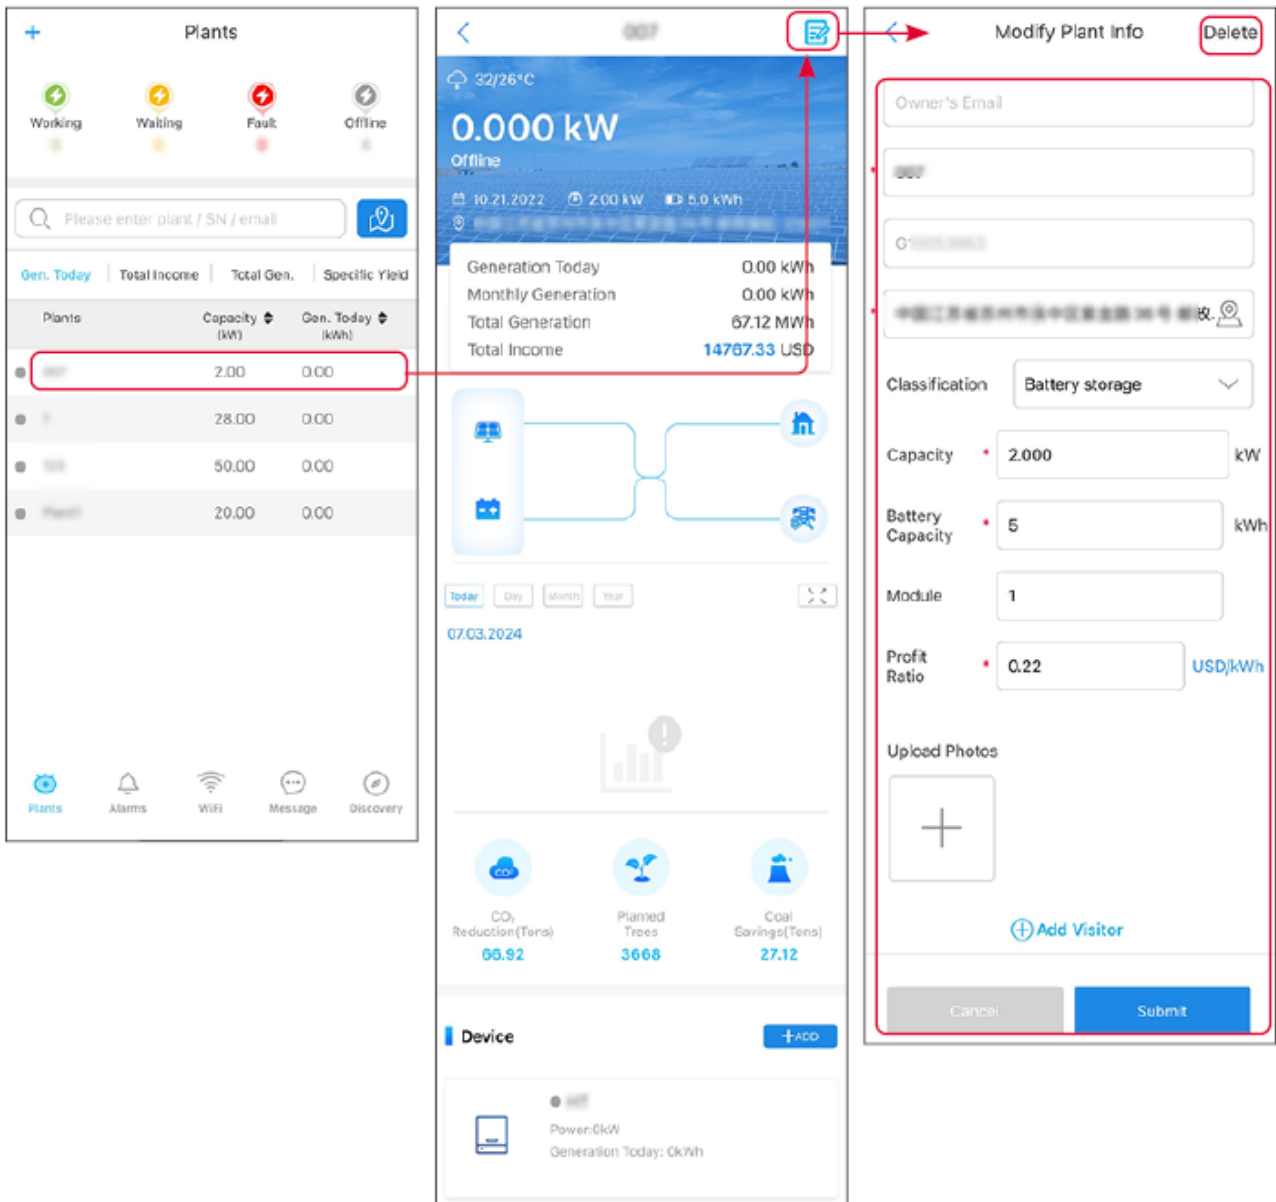 Plants
Working
Waiting
Fault
Offline
Please enter plant / SN / email
Gen. Today
Total Income
Total Gen.
Specific Yield
Plants
Capacity
(kW)
Gen. Today
(kWh)
2.00
0.00
28.00
0.00
50.00
0.00
20.00
0.00
Plants
Alarms
WiFi
Message
Discovery
007
32/26°C
0.000 kW
Offline
10.21.2022
2.00 kW
5.0 kWh
Generation Today 0.00 kWh
Monthly Generation 0.00 kWh
Total Generation 67.12 MWh
Total Income 14767.33 USD
Today
Day
Month
Year
07.03.2024
CO₂
Reduction(Tons)
66.92
Planted
Trees
3668
Coal
Savings(Tons)
27.12
Device
ADD
Power:0kW
Generation Today: 0kWh
Modify Plant Info
Delete
Owner's Email
007
Classification
Battery storage
Capacity * 2.000 kW
Battery
Capacity
* 5 kWh
Module 1
Profit
Ratio
* 0.22 USD/kWh
Upload Photos
Add Visitor
Cancel
Submit